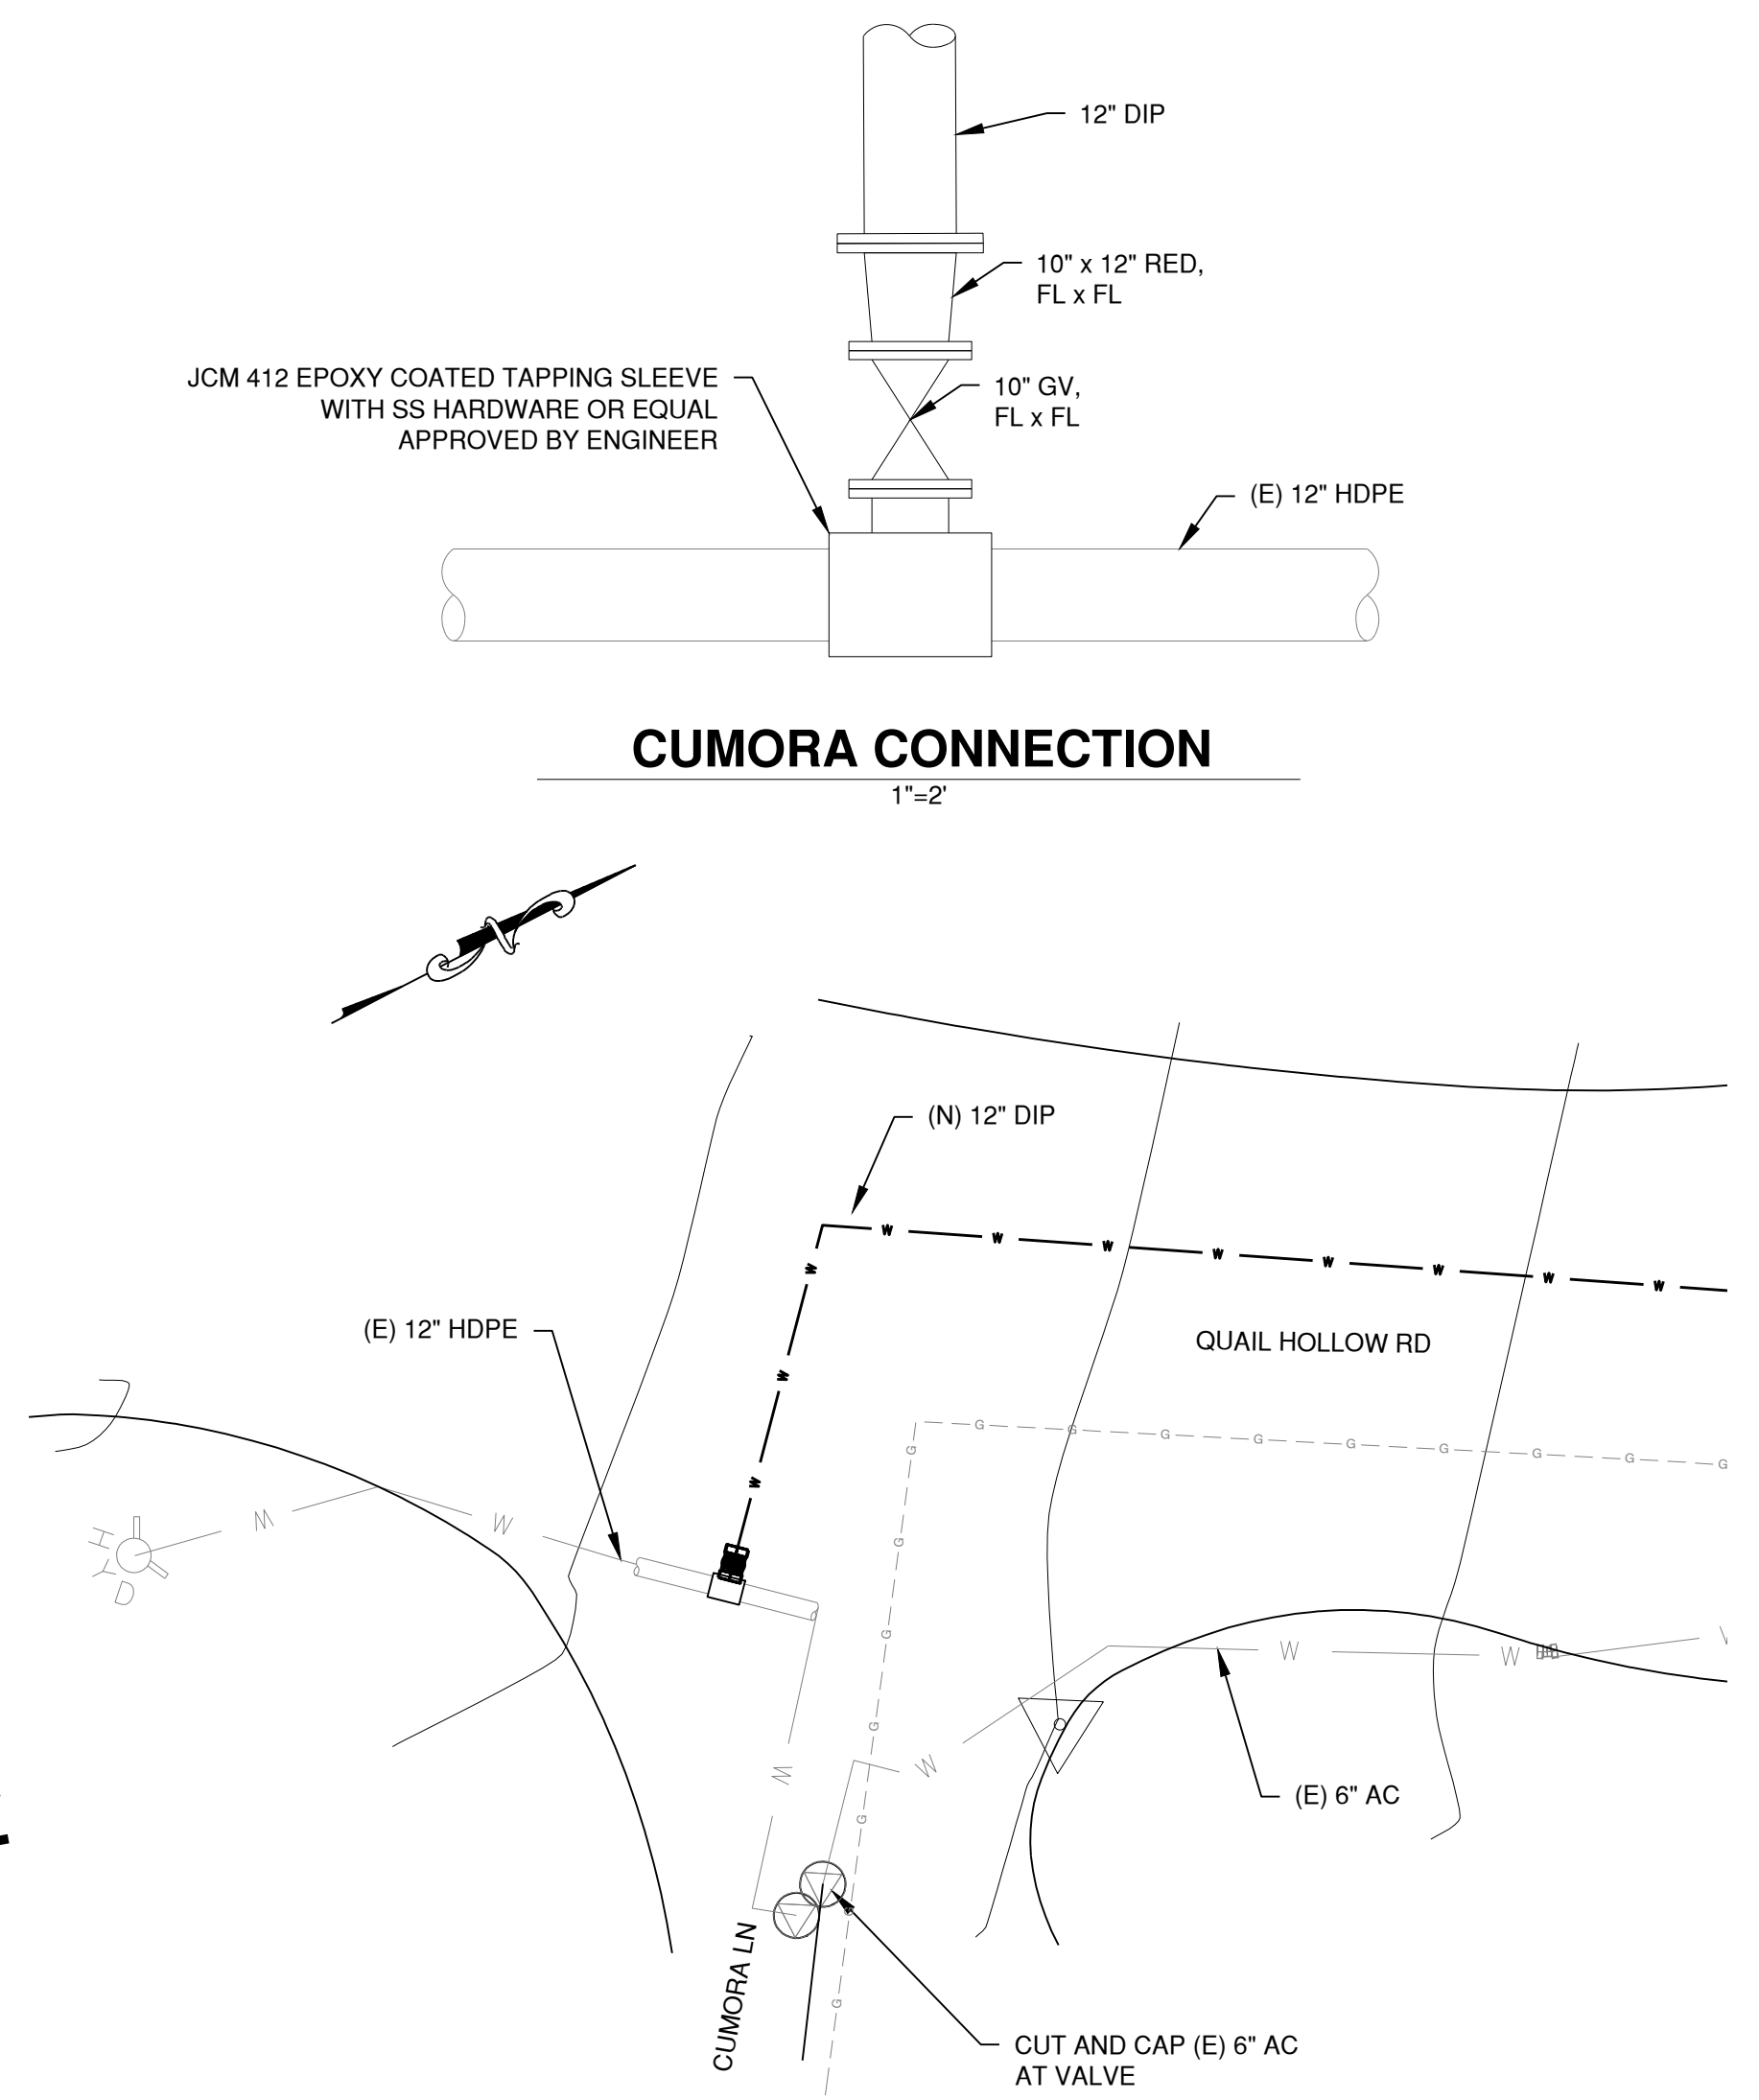 12" DIP
10" x 12" RED,
FL x FL
JCM 412 EPOXY COATED TAPPING SLEEVE
WITH SS HARDWARE OR EQUAL
APPROVED BY ENGINEER
10" GV,
FL x FL
(E) 12" HDPE
CUMORA CONNECTION
1"=2'
N
(N) 12" DIP
W W W W W W W W
W
W
W
(E) 12" HDPE
QUAIL HOLLOW RD
G G G G G G G G G
G
G
G
G
G
G
G
W W
HYD
W W
W
W
(E) 6" AC
CUMORA LN
CUT AND CAP (E) 6" AC
AT VALVE